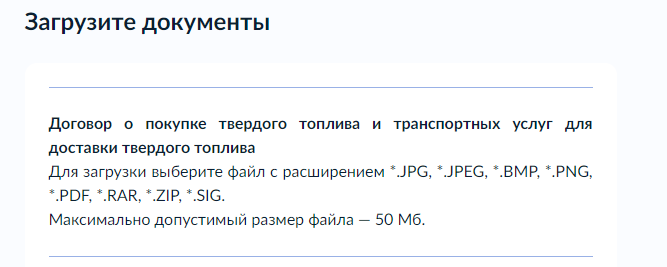 Загрузите документы
Договор о покупке твердого топлива и транспортных услуг для
доставки твердого топлива
Для загрузки выберите файл с расширением *.JPG, *.JPEG, *.BMP, *.PNG,
*.PDF, *.RAR, *.ZIP, *.SIG.
Максимально допустимый размер файла — 50 Мб.